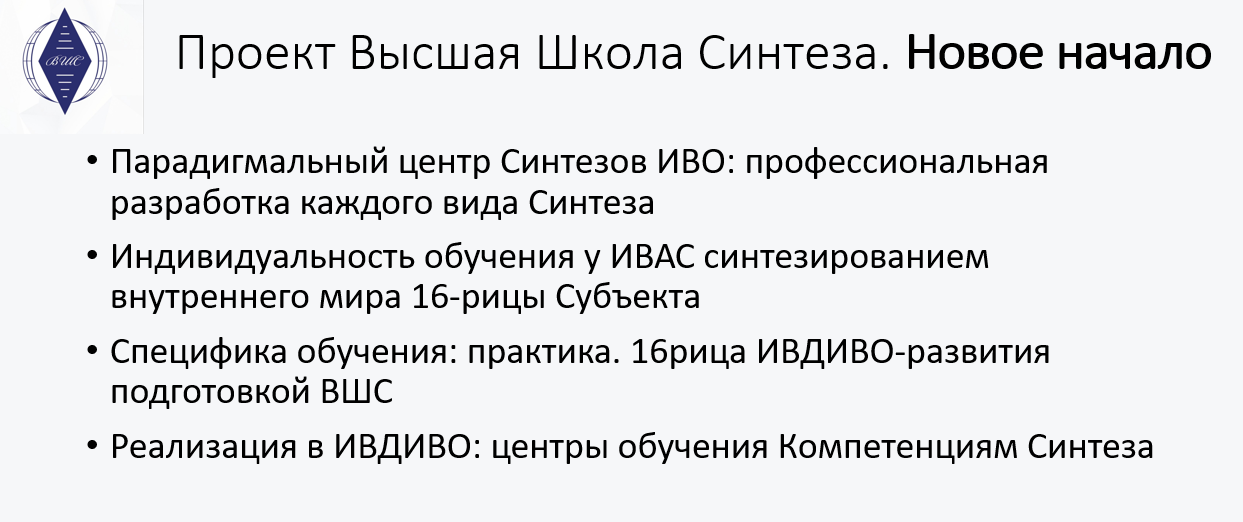 ВШС
Проект Высшая Школа Синтеза. Новое начало
• Парадигмальный центр Синтезов ИВО: профессиональная
разработка каждого вида Синтеза
• Индивидуальность обучения у ИВАС синтезированием
внутреннего мира 16-рицы Субъекта
• Специфика обучения: практика. 16рица ИВДИВО-развития
подготовкой ВШС
• Реализация в ИВДИВО: центры обучения Компетенциям Синтеза